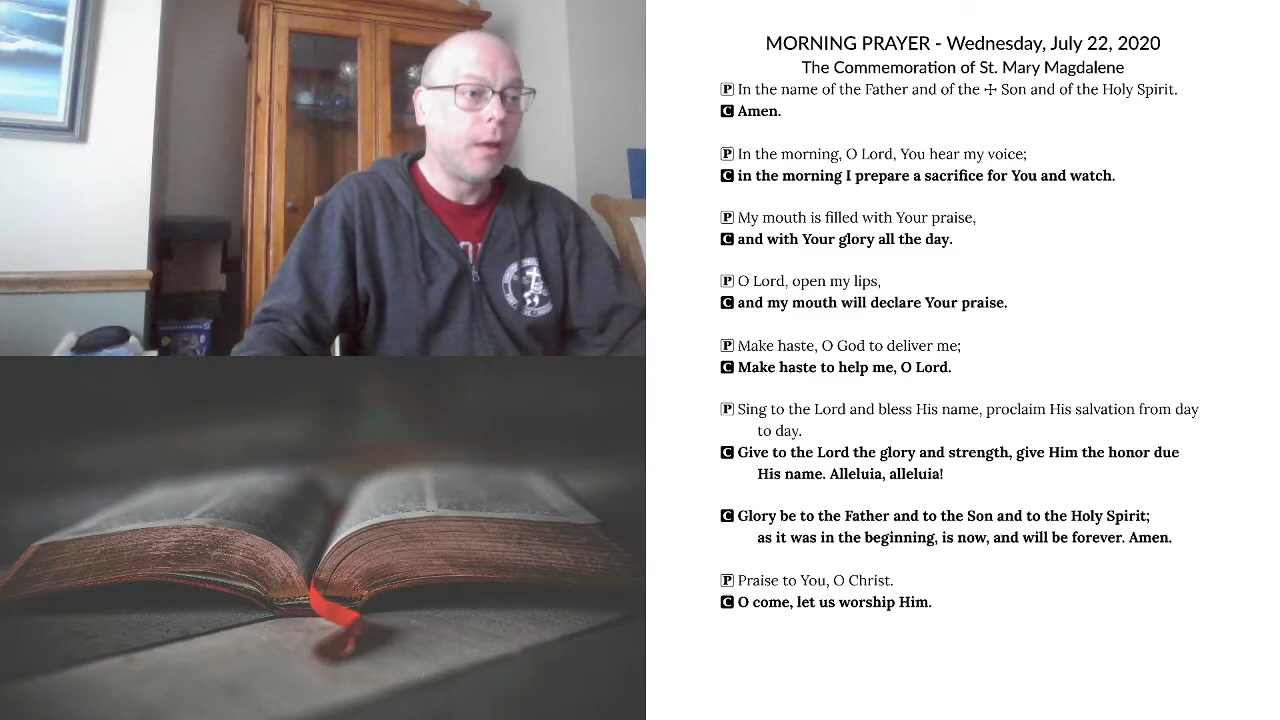 MORNING PRAYER - Wednesday, July 22, 2020
The Commemoration of St. Mary Magdalene
P In the name of the Father and of the ☩ Son and of the Holy Spirit.
C Amen.
P In the morning, O Lord, You hear my voice;
C in the morning I prepare a sacrifice for You and watch.
P My mouth is filled with Your praise,
C and with Your glory all the day.
P O Lord, open my lips,
C and my mouth will declare Your praise.
P Make haste, O God to deliver me;
C Make haste to help me, O Lord.
P Sing to the Lord and bless His name, proclaim His salvation from day
to day.
C Give to the Lord the glory and strength, give Him the honor due
His name. Alleluia, alleluia!
C Glory be to the Father and to the Son and to the Holy Spirit;
as it was in the beginning, is now, and will be forever. Amen.
P Praise to You, O Christ.
C O come, let us worship Him.